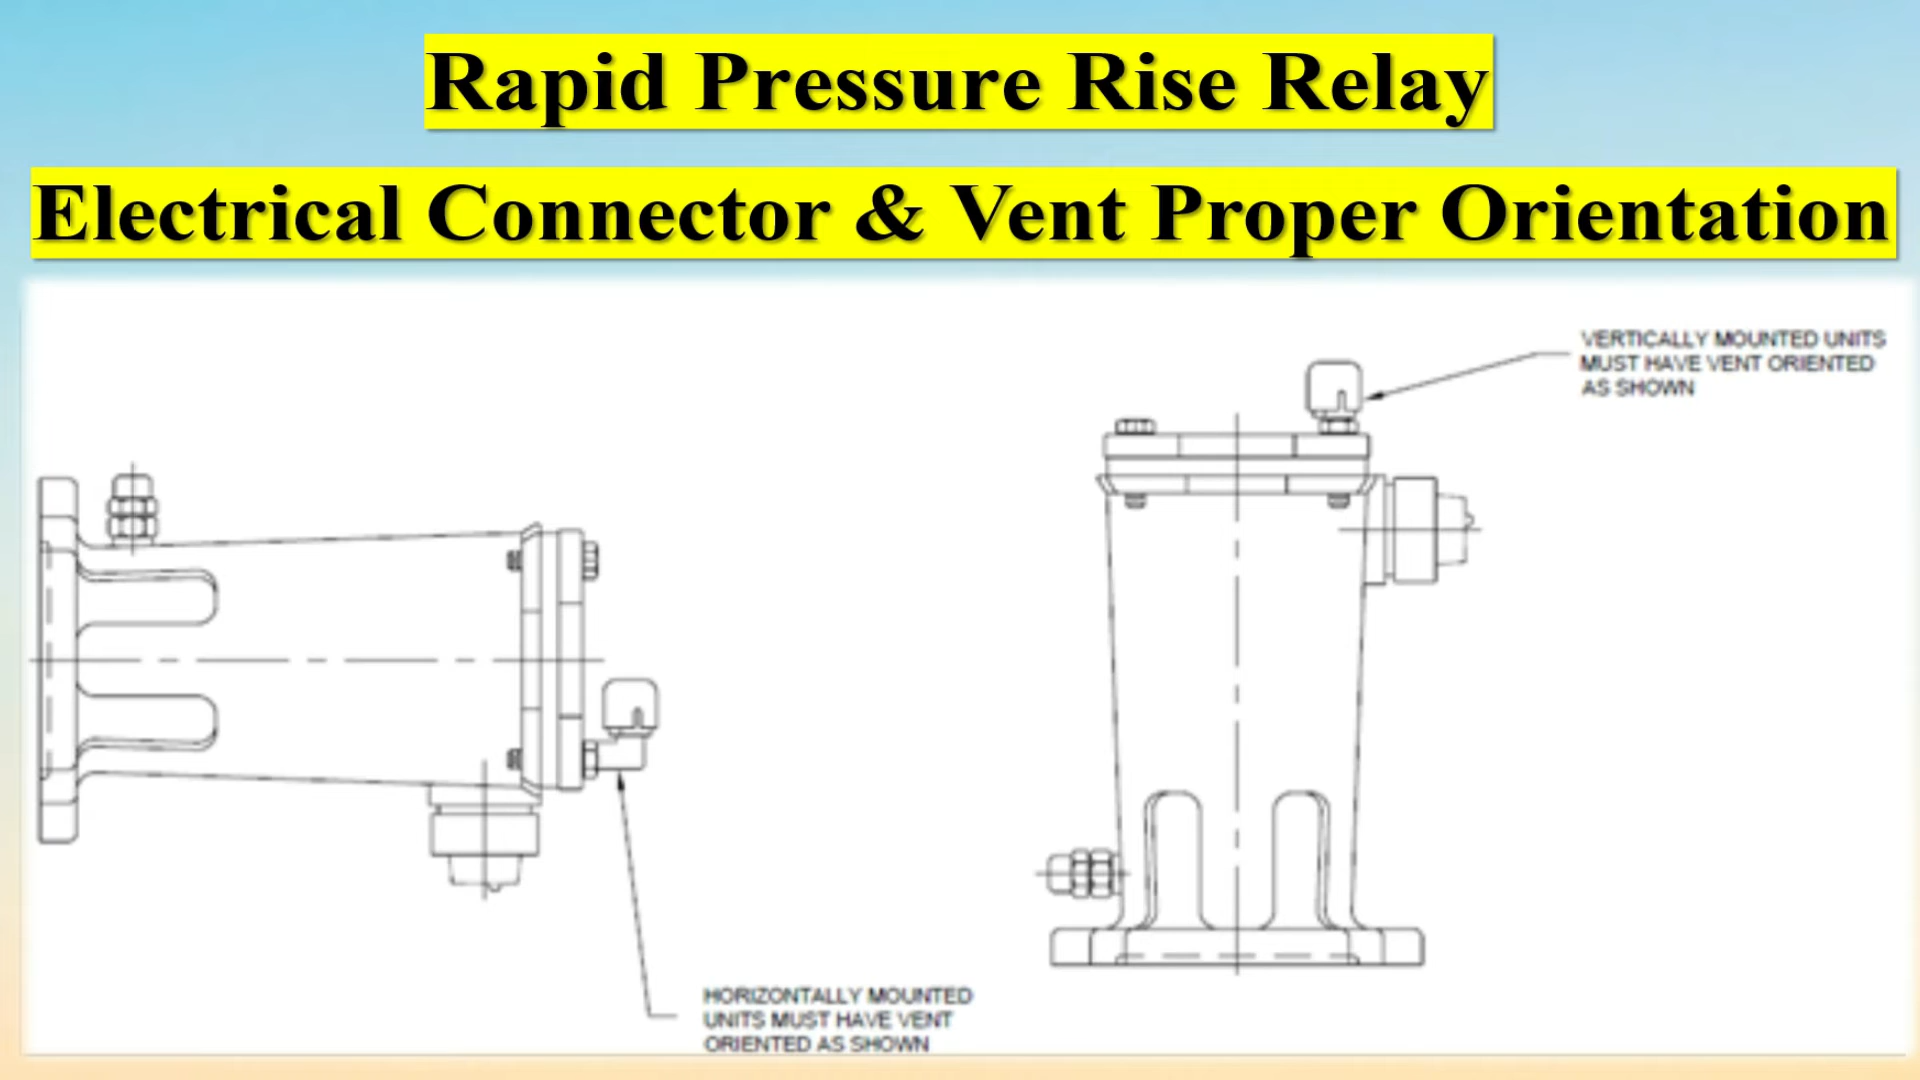 Rapid Pressure Rise Relay
Electrical Connector & Vent Proper Orientation
VERTICALLY MOUNTED UNITS
MUST HAVE VENT ORIENTED
AS SHOWN
HORIZONTALLY MOUNTED
UNITS MUST HAVE VENT
ORIENTED AS SHOWN